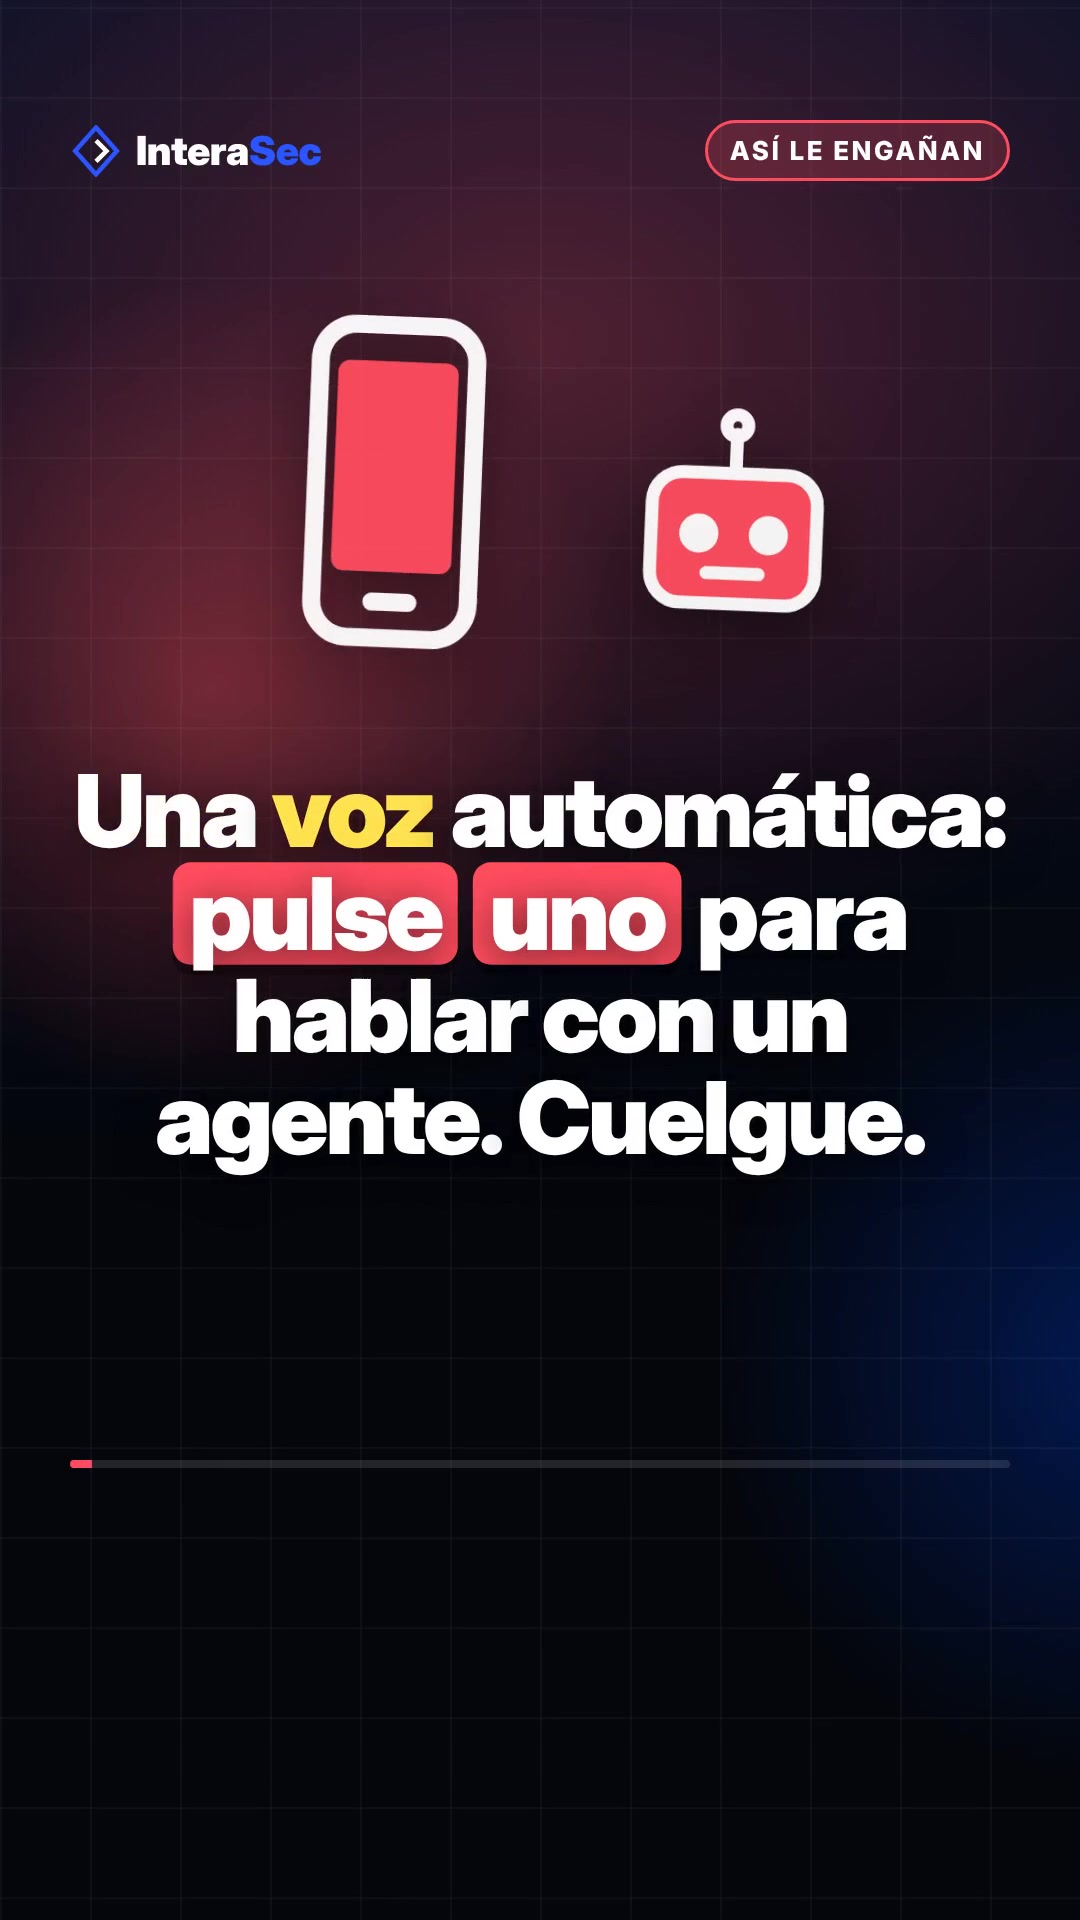 InteraSec
ASÍ LE ENGAÑAN
Una voz automática:
pulse uno para
hablar con un
agente. Cuelgue.